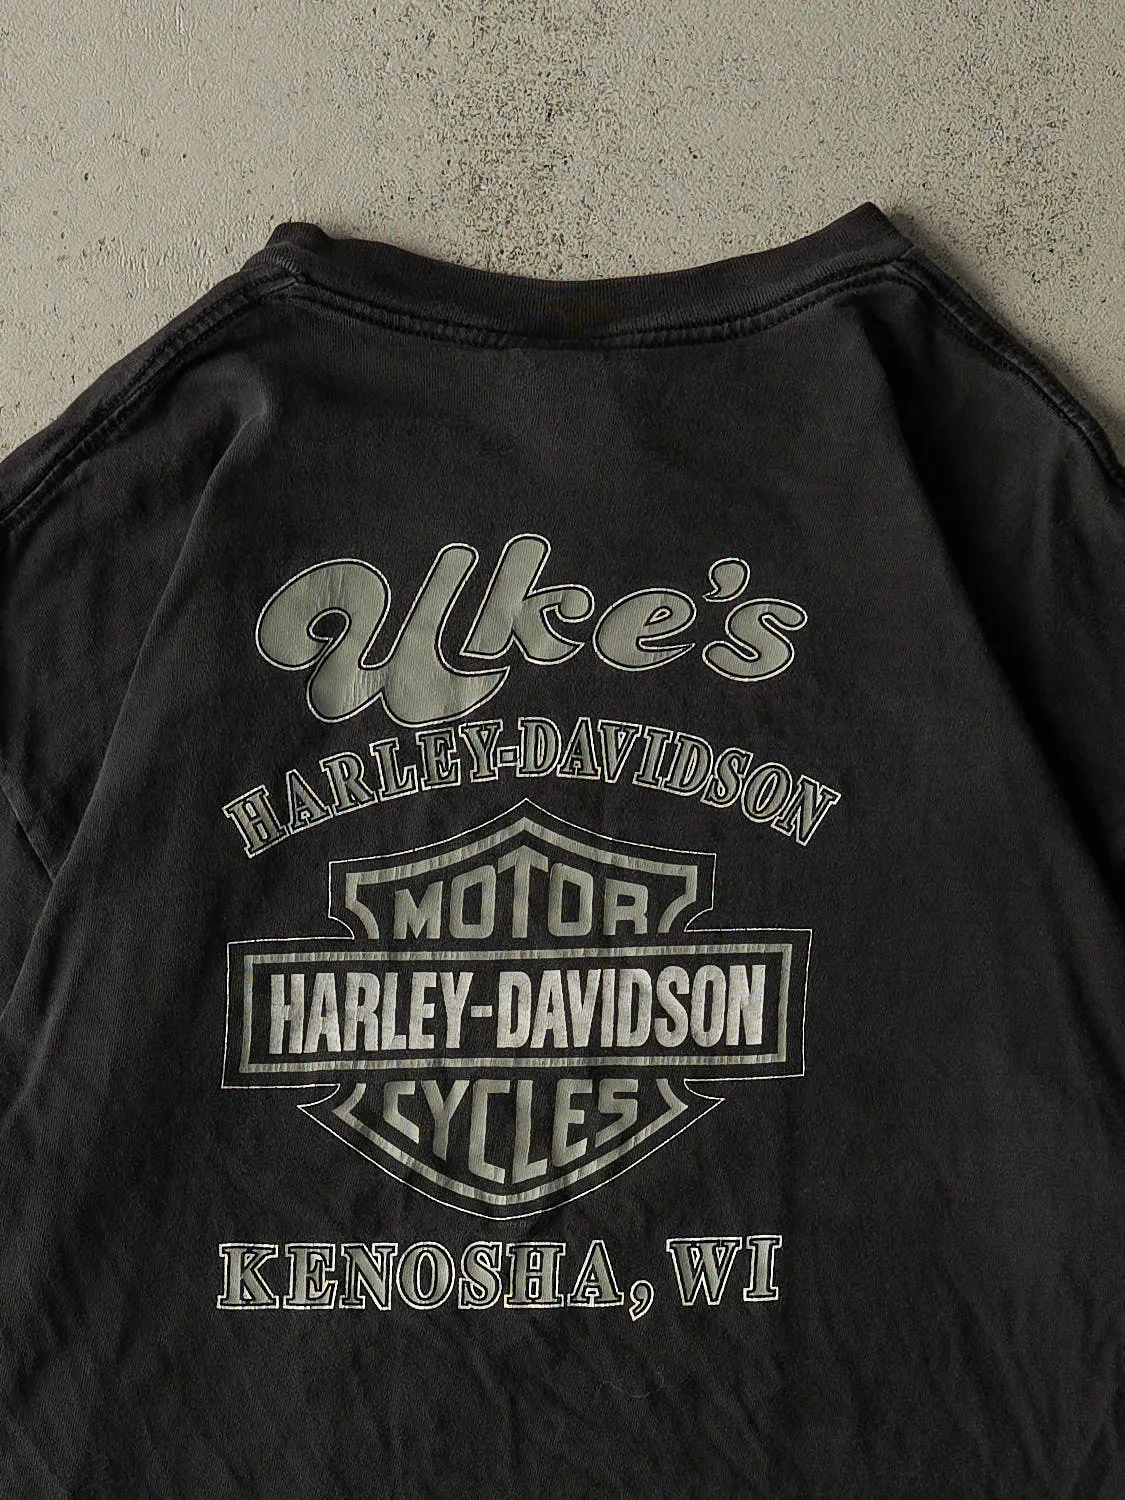 Uke's
HARLEY-DAVIDSON
MOTOR
HARLEY-DAVIDSON
CYCLES
KENOSHA, WI